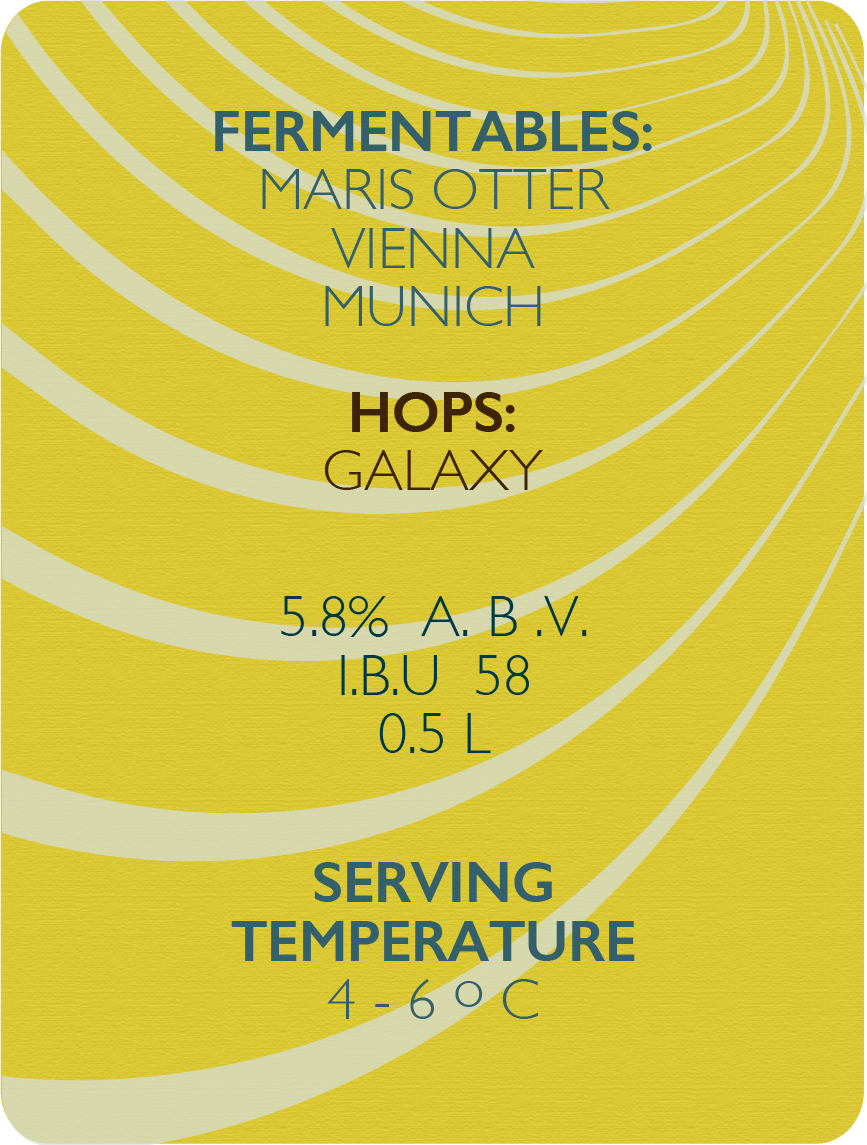 FERMENTABLES:
MARIS OTTER
VIENNA
MUNICH
HOPS:
GALAXY
5.8% A. B .V.
I.B.U 58
0.5 L
SERVING
TEMPERATURE
4 - 6 º C